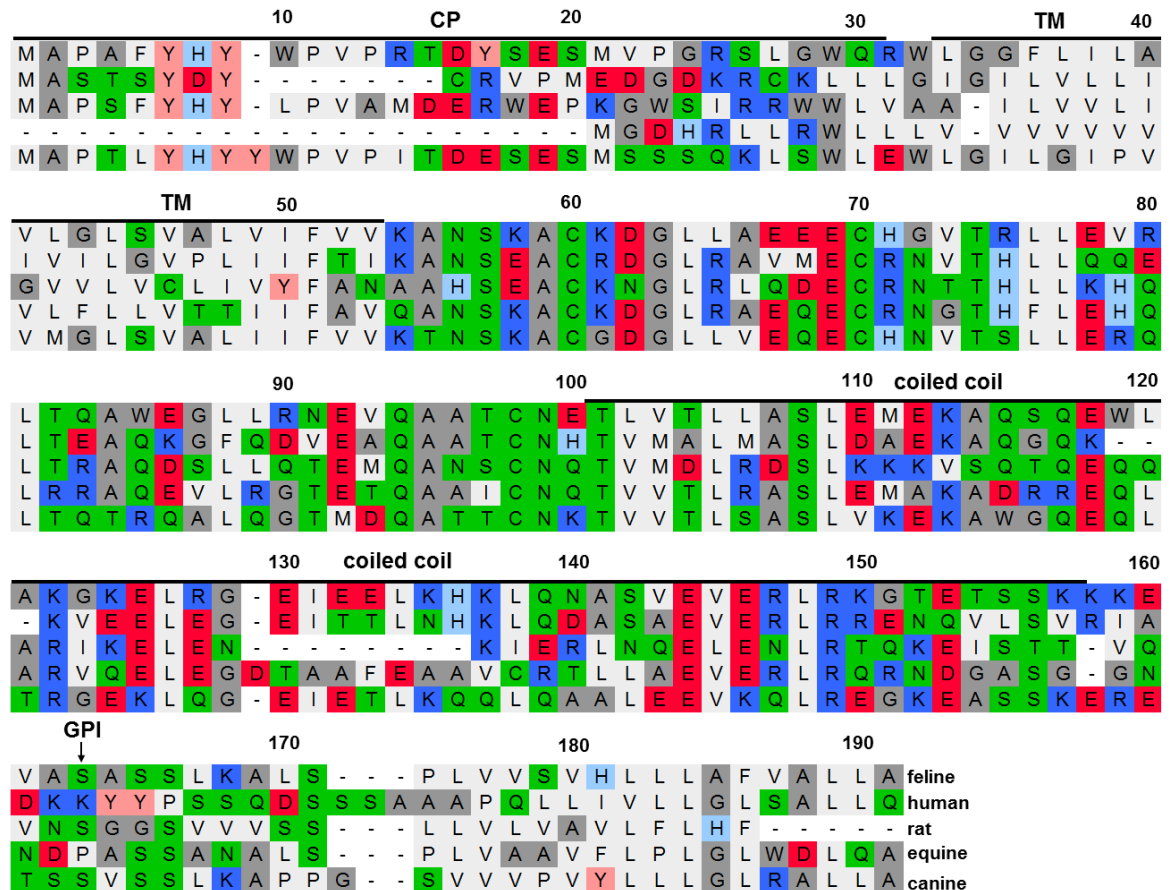 10 CP 20 30 TM 40
M A P A F Y H Y - W P V P R T D Y S E S M V P G R S L G W Q R W L G G F L I L A
M A S T S Y D Y - - - - - - - C R V P M E D G D K R C K L L L G I G I L V L L I
M A P S F Y H Y - L P V A M D E R W E P K G W S I R R W W L V A A - I L V V L I
- - - - - - - - - - - - - - - - - - - - M G D H R L L R W L L L V - V V V V V V
M A P T L Y H Y Y W P V P I T D E S E S M S S S Q K L S W L E W L G I L G I P V
TM 50 60 70 80
V L G L S V A L V I F V V K A N S K A C K D G L L A E E E C H G V T R L L E V R
I V I L G V P L I I F T I K A N S E A C R D G L R A V M E C R N V T H L L Q Q E
G V V L V C L I V Y F A N A A H S E A C K N G L R L Q D E C R N T T H L L K H Q
V L F L L V T T I I F A V Q A N S K A C K D G L R A E Q E C R N G T H F L E H Q
V M G L S V A L I I F V V K T N S K A C G D G L L V E Q E C H N V T S L L E R Q
90 100 110 coiled coil 120
L T Q A W E G L L R N E V Q A A T C N E T L V T L L A S L E M E K A Q S Q E W L
L T E A Q K G F Q D V E A Q A A T C N H T V M A L M A S L D A E K A Q G Q K - -
L T R A Q D S L L Q T E M Q A N S C N Q T V M D L R D S L K K K V S Q T Q E Q Q
L R R A Q E V L R G T E T Q A A I C N Q T V V T L R A S L E M A K A D R R E Q L
L T Q T R Q A L Q G T M D Q A T T C N K T V V T L S A S L V K E K A W G Q E Q L
130 coiled coil 140 150 160
A K G K E L R G - E I E E L K H K L Q N A S V E V E R L R K G T E T S S K K K E
- K V E E L E G - E I T T L N H K L Q D A S A E V E R L R R E N Q V L S V R I A
A R I K E L E N - - - - - - - - K I E R L N Q E L E N L R T Q K E I S T T - V Q
A R V Q E L E G D T A A F E A A V C R T L L A E V E R L R Q R N D G A S G - G N
T R G E K L Q G - E I E T L K Q Q L Q A A L E E V K Q L R E G K E A S S K E R E
GPI 170 180 190
V A S A S S L K A L S - - - P L V V S V H L L L A F V A L L A feline
D K K Y Y P S S Q D S S S A A A P Q L L I V L L G L S A L L Q human
V N S G G S V V V S S - - - L L V L V A V L F L H F - - - - - rat
N D P A S S A N A L S - - - P L V A A V F L P L G L W D L Q A equine
T S S V S S L K A P P G - - S V V V P V Y L L L G L R A L L A canine